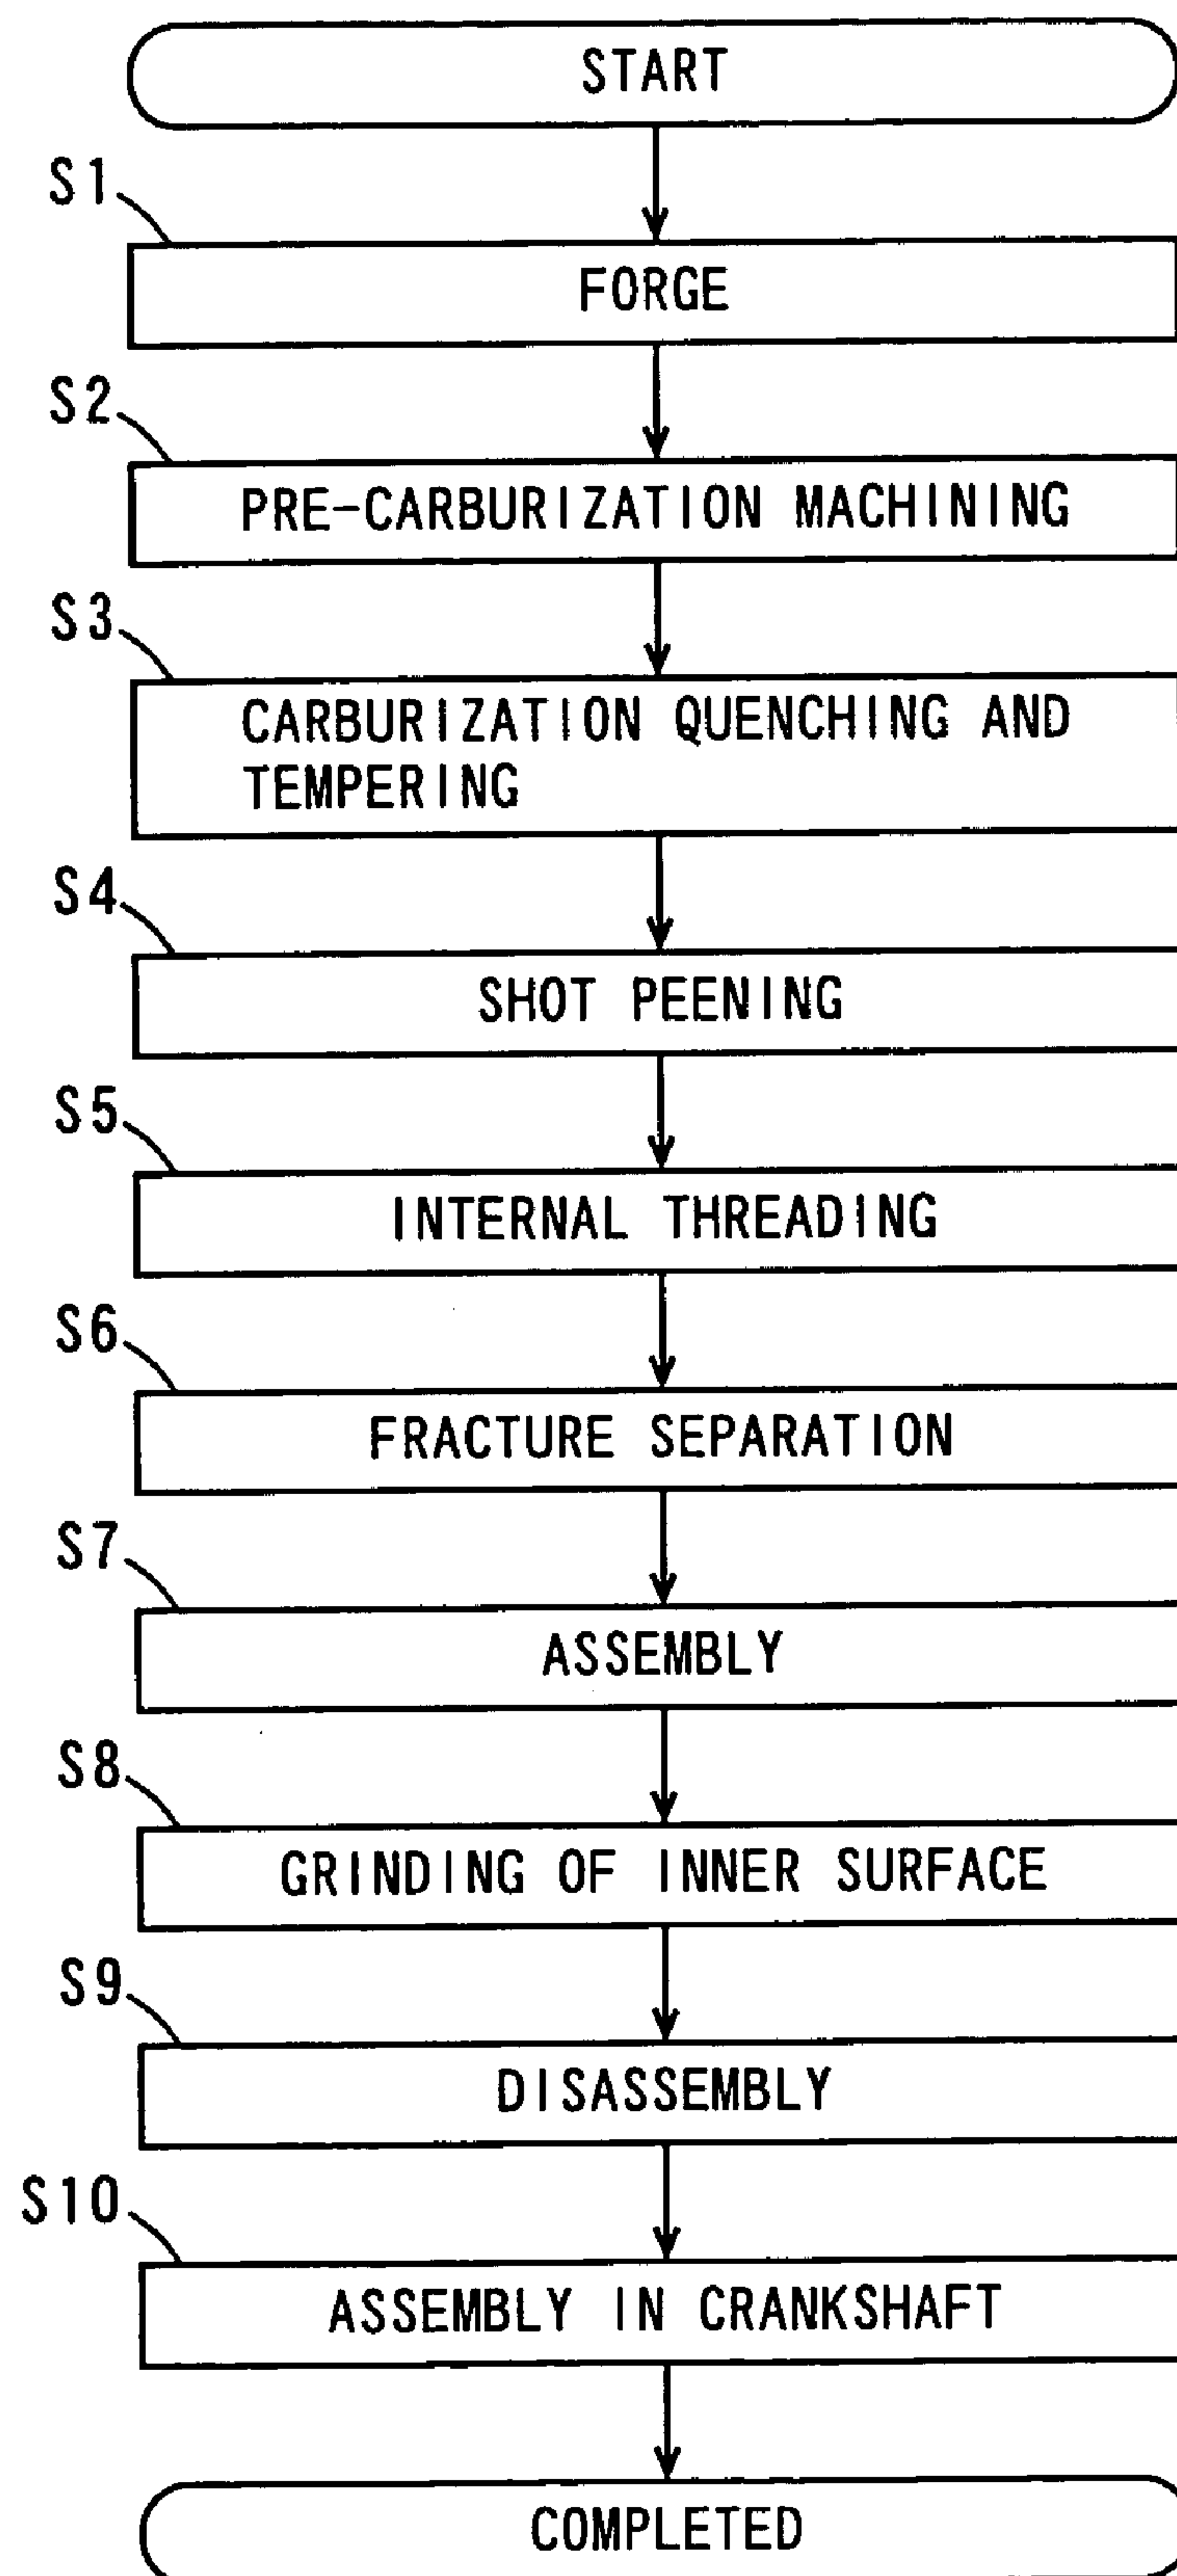 START
S1
FORGE
S2
PRE-CARBURIZATION MACHINING
S3
CARBURIZATION QUENCHING AND
TEMPERING
S4
SHOT PEENING
S5
INTERNAL THREADING
S6
FRACTURE SEPARATION
S7
ASSEMBLY
S8
GRINDING OF INNER SURFACE
S9
DISASSEMBLY
S10
ASSEMBLY IN CRANKSHAFT
COMPLETED